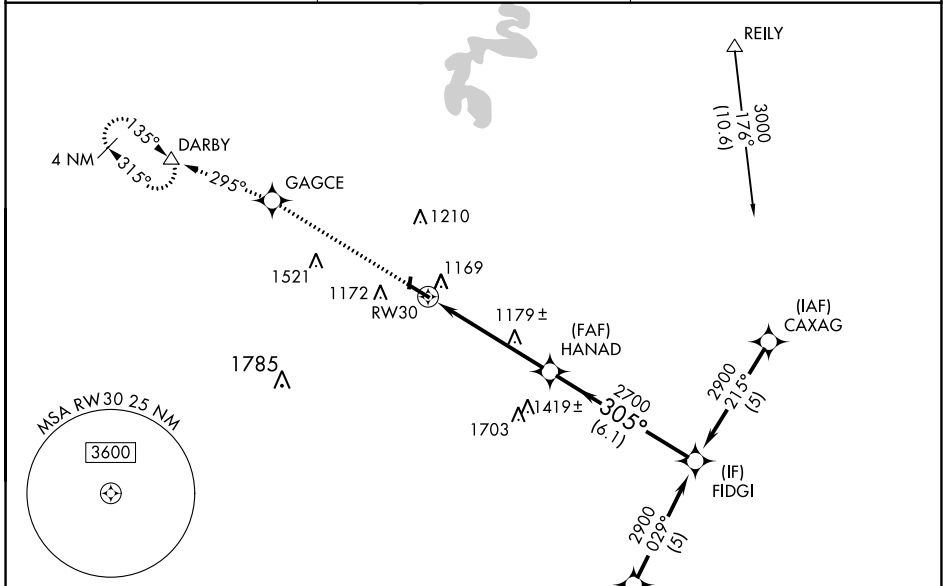 REILY
3000
176°
(10.6)
135°
DARBY
4 NM
315°
295°
GAGCE
1210
1521
1169
1172
RW30
1179 ±
(FAF)
HANAD
(IAF)
CAXAG
1785
2900
215°
(5)
2700
305°
(6.1)
1419 ±
1703
MSA RW30 25 NM
3600
(IF)
FIDGI
2900
029°
(5)